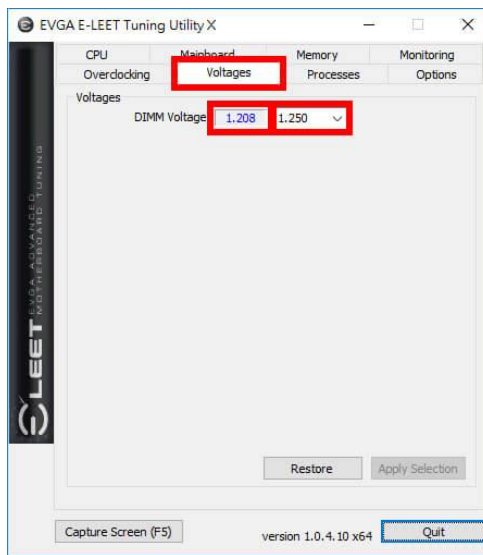 EVGA E-LEET Tuning Utility X
CPU Mainboard Memory Monitoring
Overclocking Voltages Processes Options
Voltages
DIMM Voltage 1.208 1.250
EVGA ADVANCED
MOTHERBOARD TUNING
ELEET
Restore Apply Selection
Capture Screen (F5) version 1.0.4.10 x64 Quit